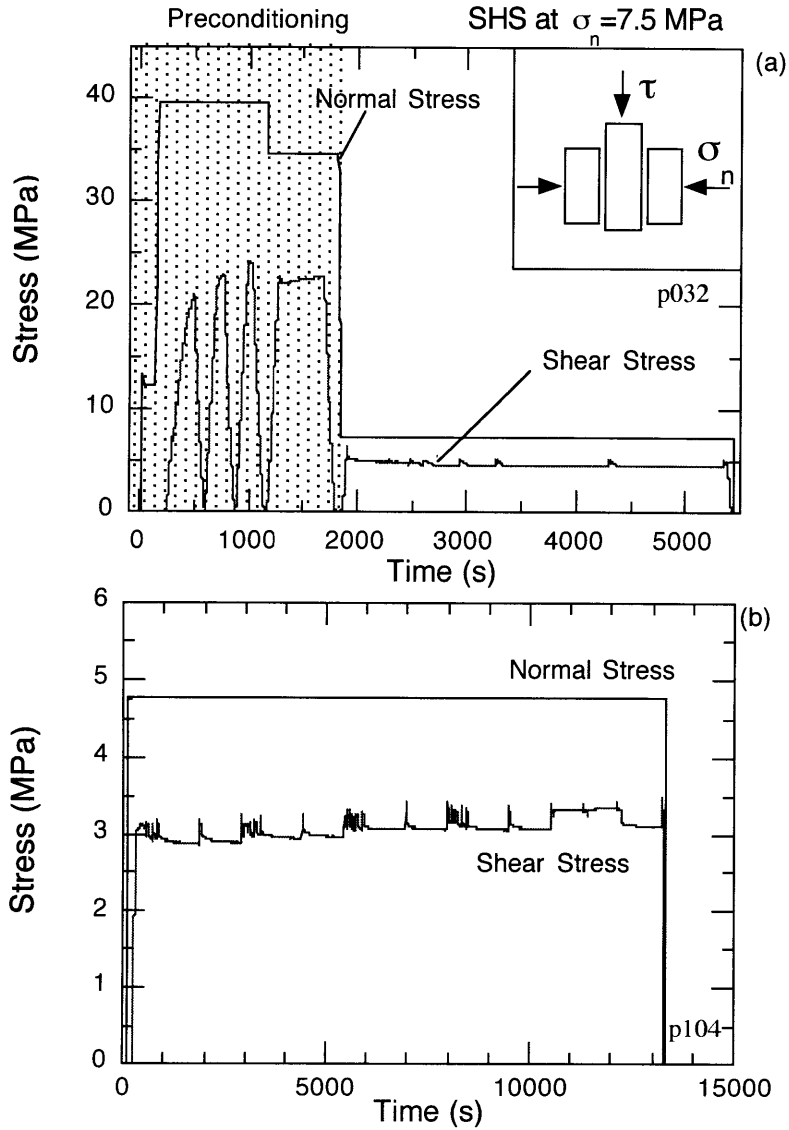 Preconditioning
SHS at σn=7.5 MPa
(a)
Normal Stress
τ
σn
p032
Shear Stress
Stress (MPa)
40
30
20
10
0
0 1000 2000 3000 4000 5000
Time (s)
(b)
Normal Stress
Shear Stress
p104
Stress (MPa)
6
5
4
3
2
1
0
0 5000 10000 15000
Time (s)